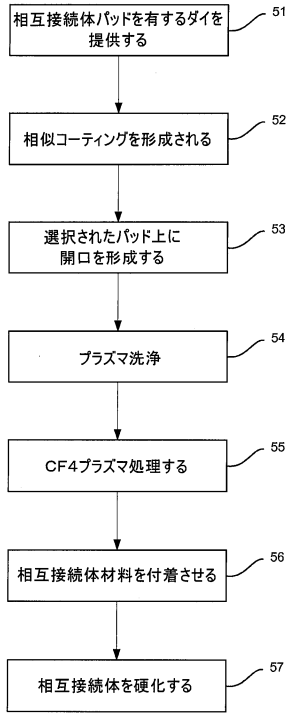 相互接続体パッドを有するダイを
提供する
51
相似コーティングを形成される
52
選択されたパッド上に
開口を形成する
53
プラズマ洗浄
54
CF4プラズマ処理する
55
相互接続体材料を付着させる
56
相互接続体を硬化する
57